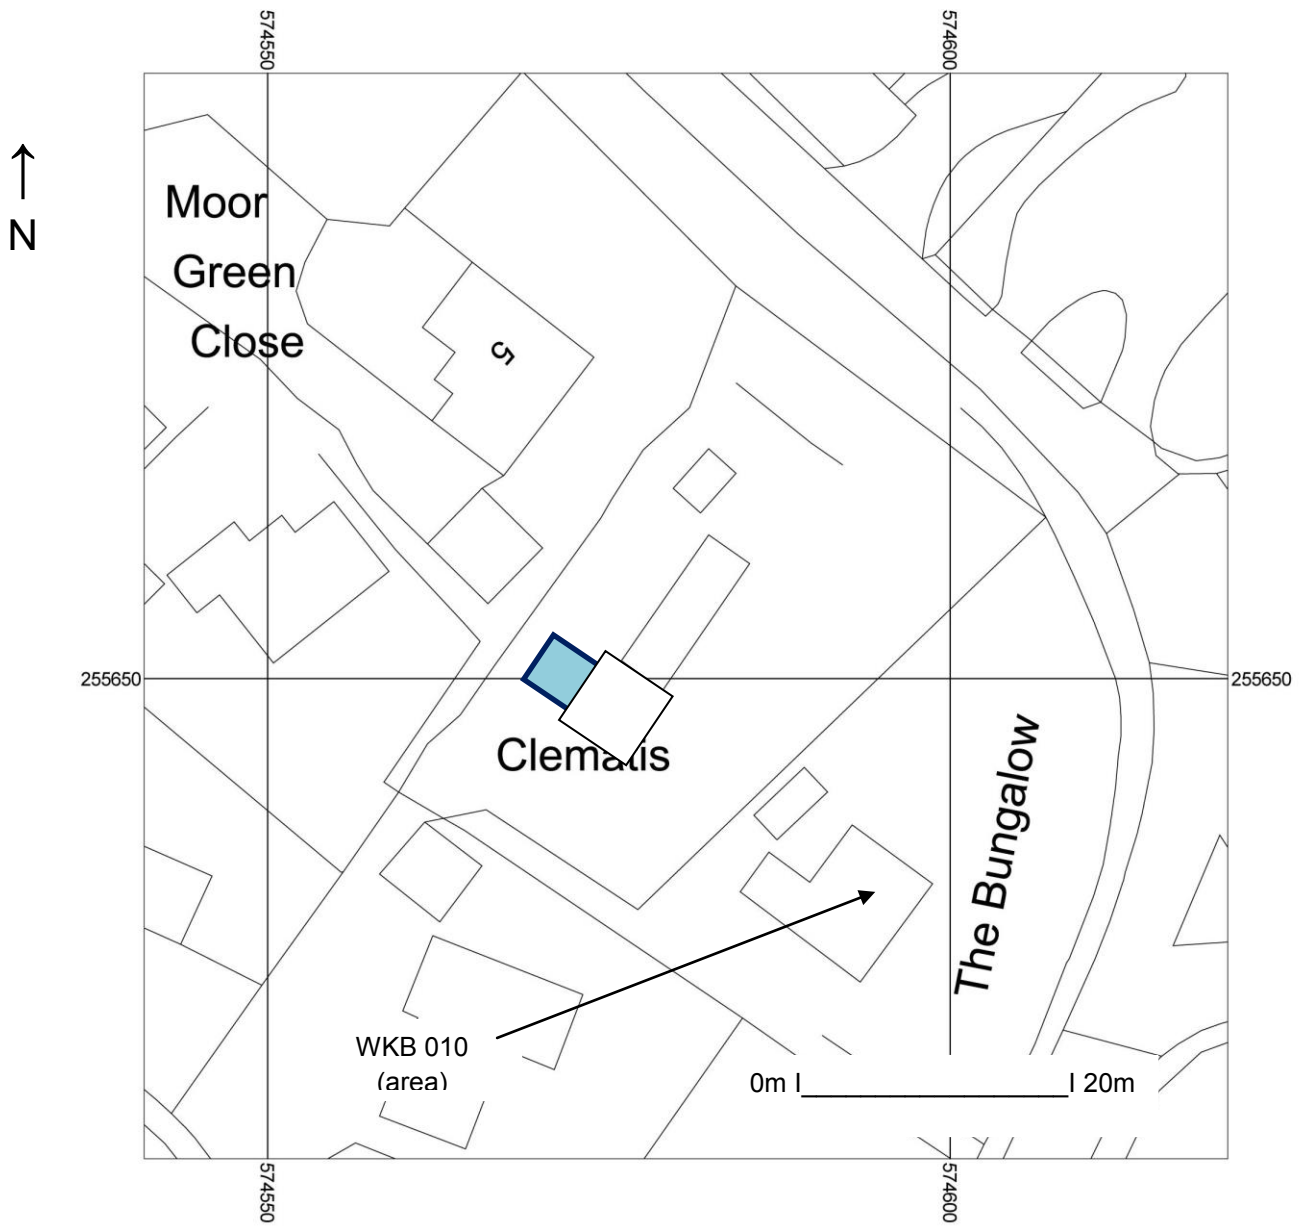 574550
574600
N
Moor
Green
Close
5
255650
255650
Clematis
The Bungalow
WKB 010
(area)
0m I__________________I 20m
574550
574600